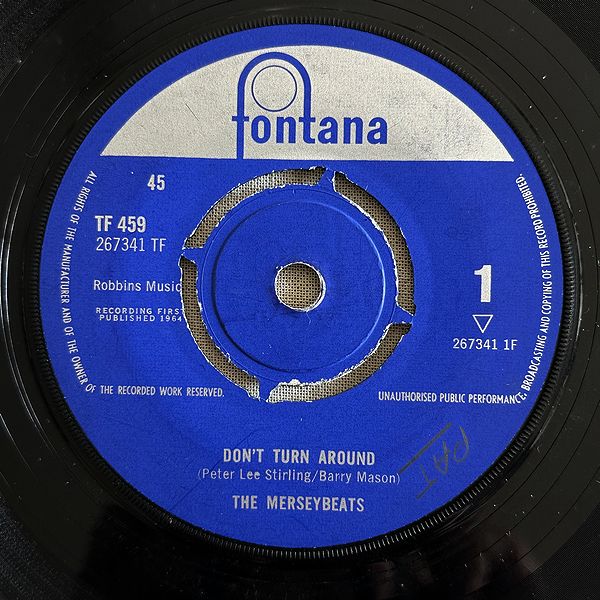 fontana
45
TF 459
267341 TF
Robbins Music
RECORDING FIRST
PUBLISHED 1964
1
267341 1F
ALL RIGHTS OF THE MANUFACTURER AND OF THE OWNER OF THE RECORDED WORK RESERVED.
UNAUTHORISED PUBLIC PERFORMANCE, BROADCASTING AND COPYING OF THIS RECORD PROHIBITED.
DON'T TURN AROUND
(Peter Lee Stirling/Barry Mason)
THE MERSEYBEATS
PAT